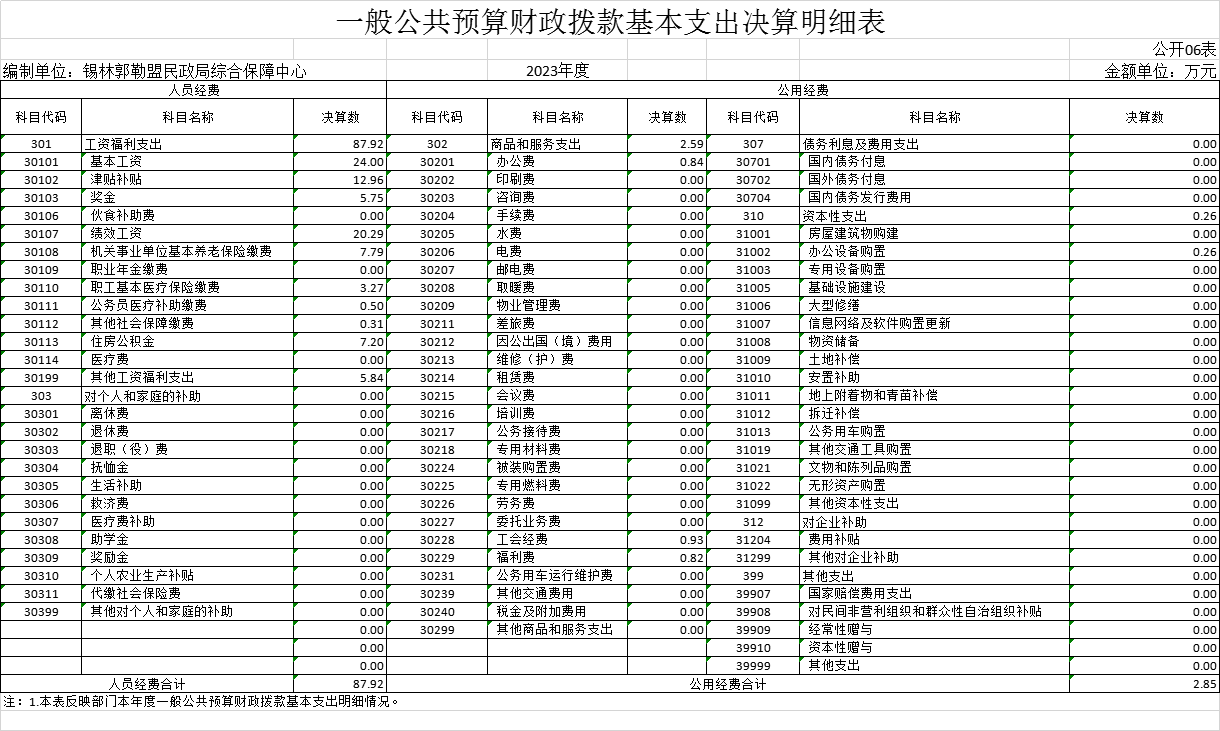 一般公共预算财政拨款基本支出决算明细表
公开06表
编制单位：锡林郭勒盟民政局综合保障中心 2023年度 金额单位：万元
人员经费 公用经费
科目代码 科目名称 决算数 科目代码 科目名称 决算数 科目代码 科目名称 决算数
301 工资福利支出 87.92 302 商品和服务支出 2.59 307 债务利息及费用支出 0.00
30101 基本工资 24.00 30201 办公费 0.84 30701 国内债务付息 0.00
30102 津贴补贴 12.96 30202 印刷费 0.00 30702 国外债务付息 0.00
30103 奖金 5.75 30203 咨询费 0.00 30704 国内债务发行费用 0.00
30106 伙食补助费 0.00 30204 手续费 0.00 310 资本性支出 0.26
30107 绩效工资 20.29 30205 水费 0.00 31001 房屋建筑物购建 0.00
30108 机关事业单位基本养老保险缴费 7.79 30206 电费 0.00 31002 办公设备购置 0.26
30109 职业年金缴费 0.00 30207 邮电费 0.00 31003 专用设备购置 0.00
30110 职工基本医疗保险缴费 3.27 30208 取暖费 0.00 31005 基础设施建设 0.00
30111 公务员医疗补助缴费 0.50 30209 物业管理费 0.00 31006 大型修缮 0.00
30112 其他社会保障缴费 0.31 30211 差旅费 0.00 31007 信息网络及软件购置更新 0.00
30113 住房公积金 7.20 30212 因公出国（境）费用 0.00 31008 物资储备 0.00
30114 医疗费 0.00 30213 维修（护）费 0.00 31009 土地补偿 0.00
30199 其他工资福利支出 5.84 30214 租赁费 0.00 31010 安置补助 0.00
303 对个人和家庭的补助 0.00 30215 会议费 0.00 31011 地上附着物和青苗补偿 0.00
30301 离休费 0.00 30216 培训费 0.00 31012 拆迁补偿 0.00
30302 退休费 0.00 30217 公务接待费 0.00 31013 公务用车购置 0.00
30303 退职（役）费 0.00 30218 专用材料费 0.00 31019 其他交通工具购置 0.00
30304 抚恤金 0.00 30224 被装购置费 0.00 31021 文物和陈列品购置 0.00
30305 生活补助 0.00 30225 专用燃料费 0.00 31022 无形资产购置 0.00
30306 救济费 0.00 30226 劳务费 0.00 31099 其他资本性支出 0.00
30307 医疗费补助 0.00 30227 委托业务费 0.00 312 对企业补助 0.00
30308 助学金 0.00 30228 工会经费 0.93 31204 费用补贴 0.00
30309 奖励金 0.00 30229 福利费 0.82 31299 其他对企业补助 0.00
30310 个人农业生产补贴 0.00 30231 公务用车运行维护费 0.00 399 其他支出 0.00
30311 代缴社会保险费 0.00 30239 其他交通费用 0.00 39907 国家赔偿费用支出 0.00
30399 其他对个人和家庭的补助 0.00 30240 税金及附加费用 0.00 39908 对民间非营利组织和群众性自治组织补贴 0.00
0.00 30299 其他商品和服务支出 0.00 39909 经常性赠与 0.00
0.00 39910 资本性赠与 0.00
0.00 39999 其他支出 0.00
人员经费合计 87.92 公用经费合计 2.85
注：1.本表反映部门本年度一般公共预算财政拨款基本支出明细情况。